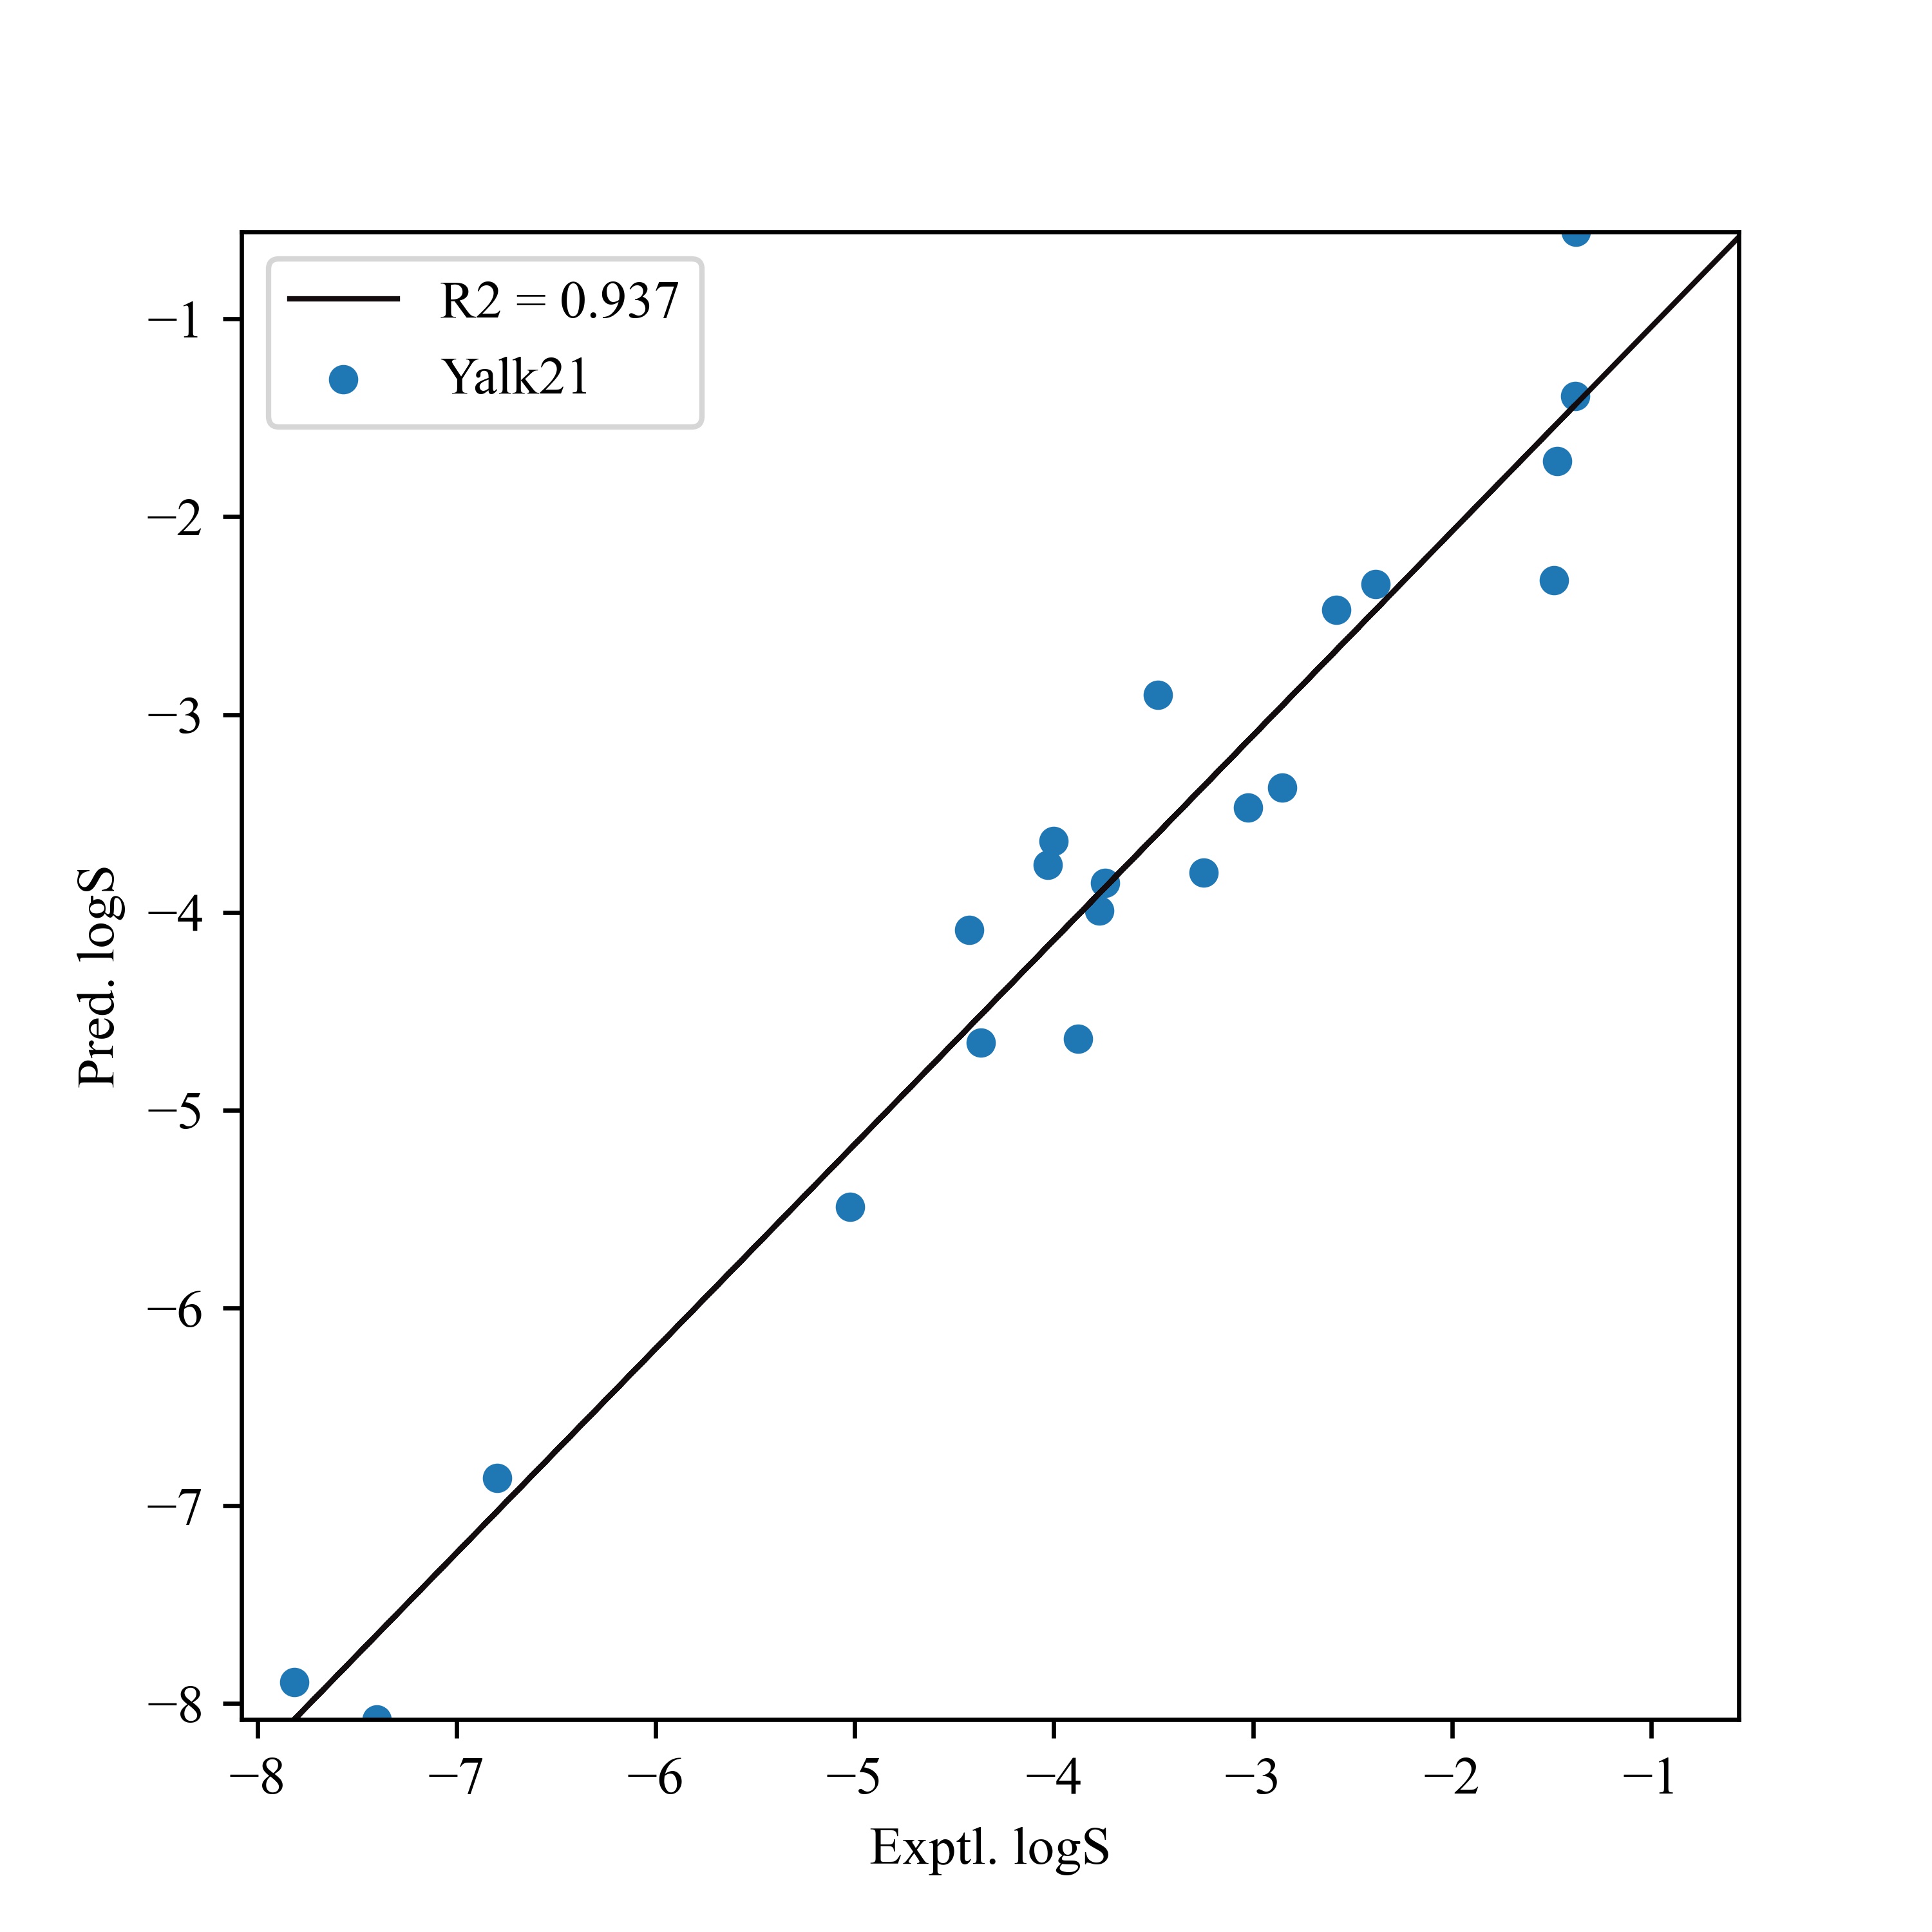 R2 = 0.937
Yalk21
−1
−2
−3
−4
−5
−6
−7
−8
Pred. logS
−8 −7 −6 −5 −4 −3 −2 −1
Exptl. logS